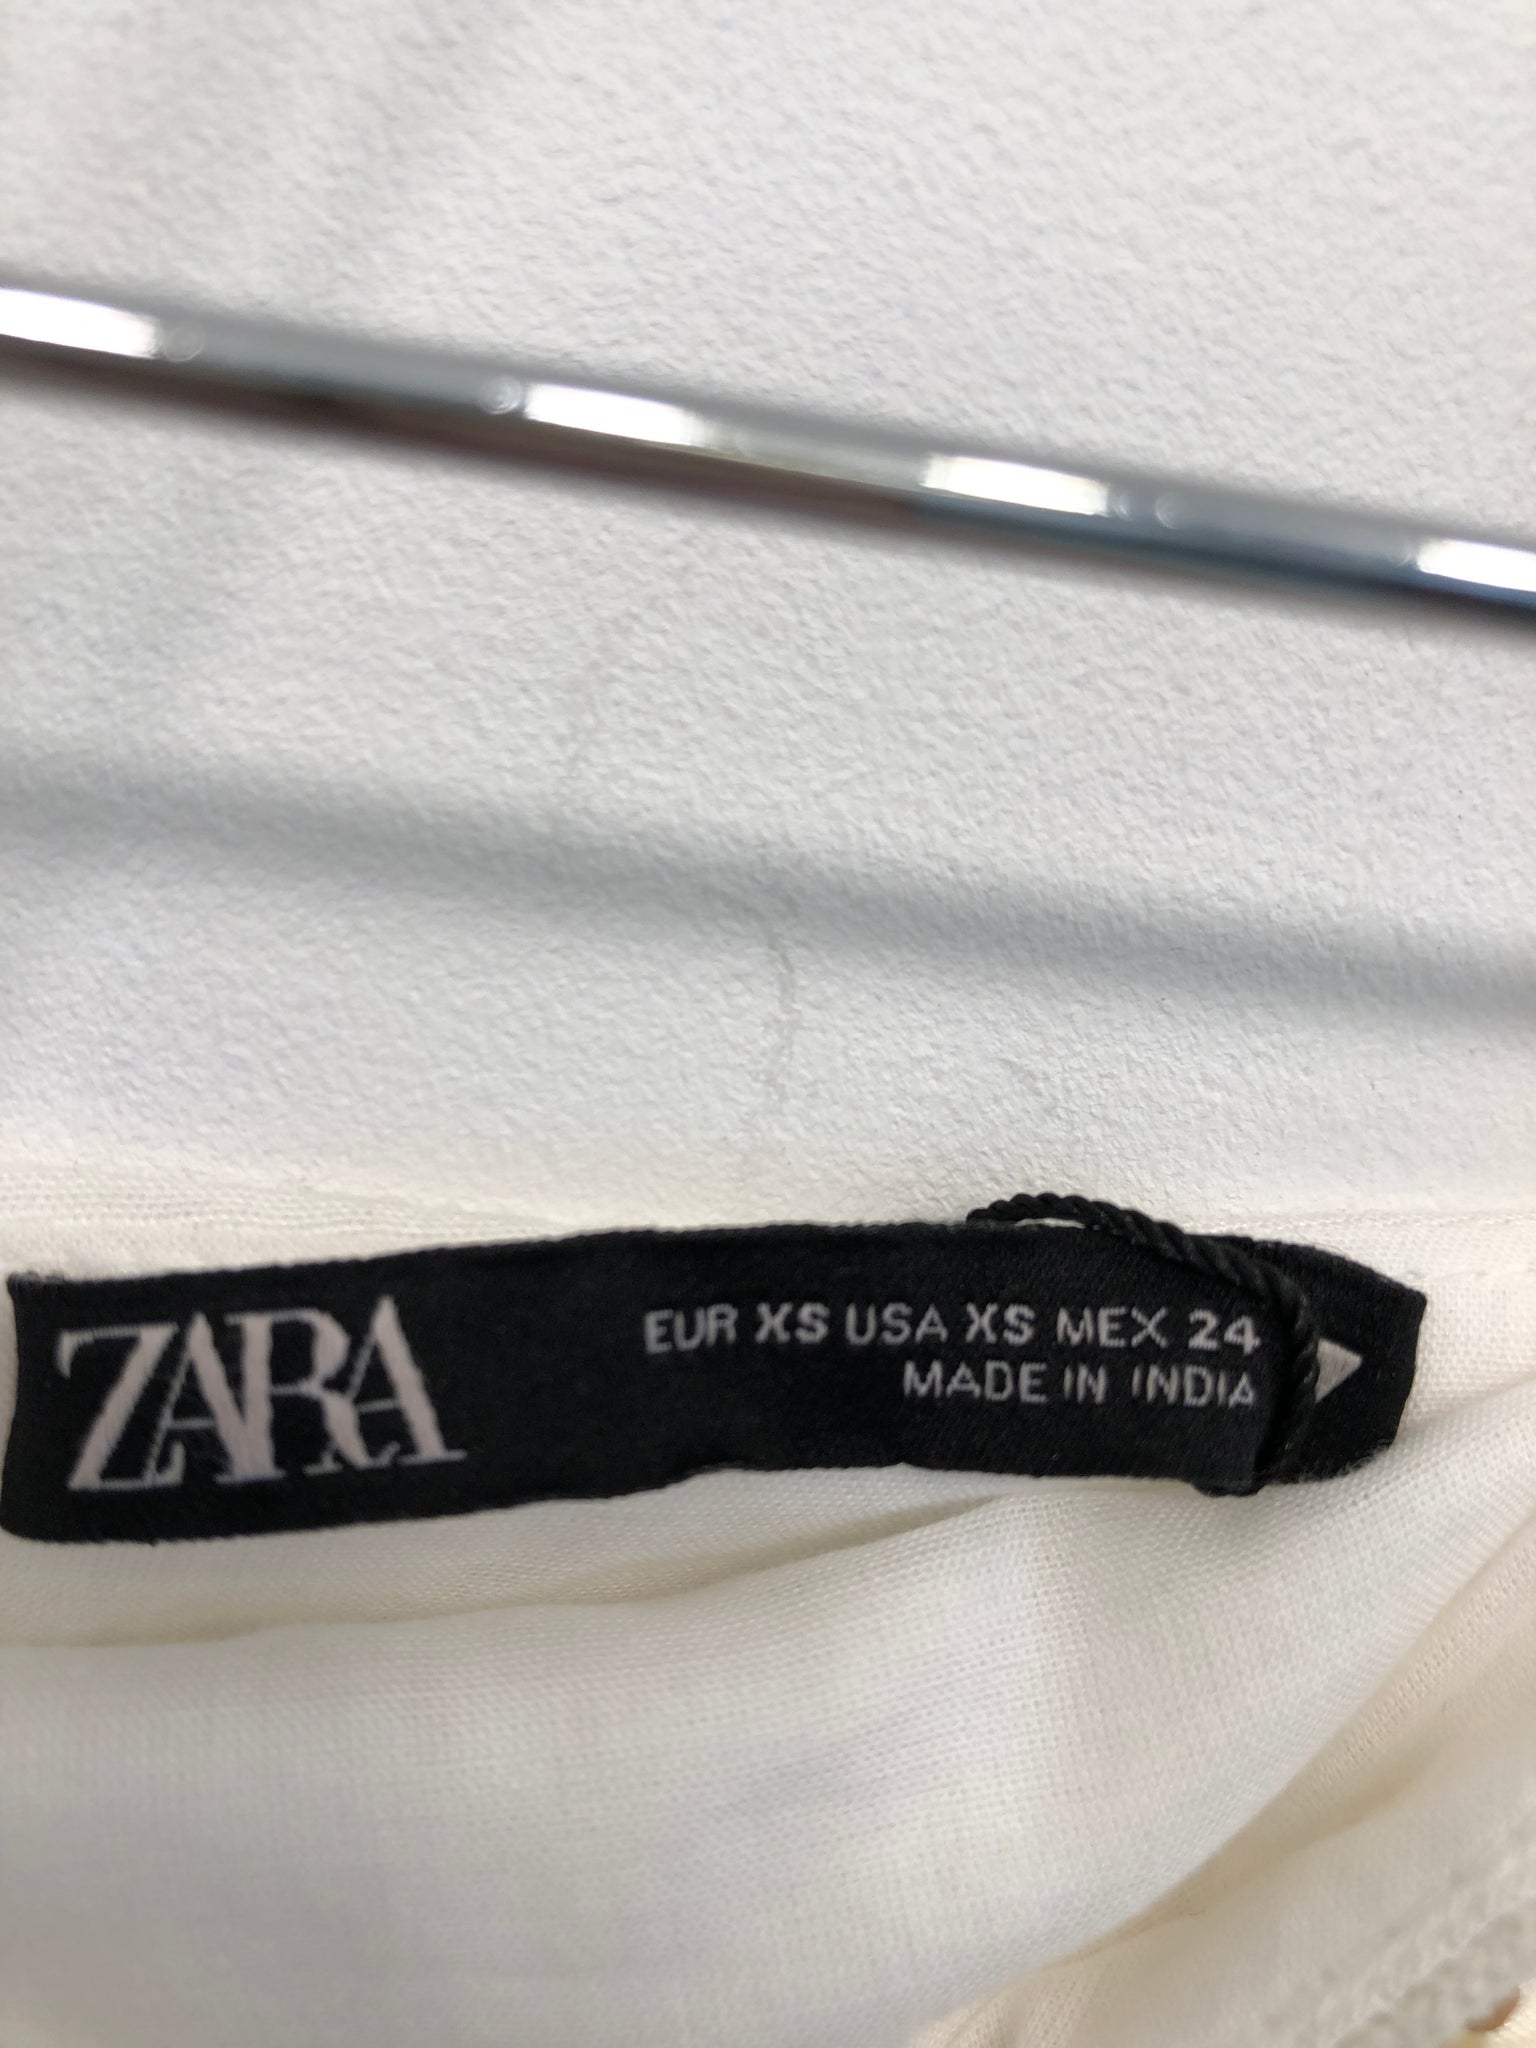 ZARA
EUR XS USA XS MEX 24
MADE IN INDIA